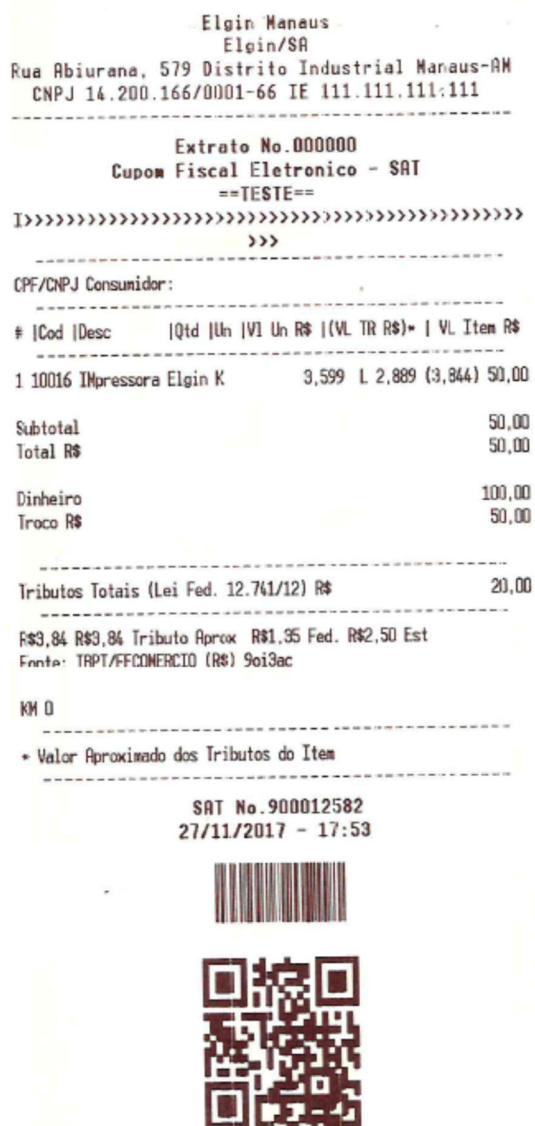 Elgin Manaus
Elgin/SA
Rua Abiurana, 579 Distrito Industrial Manaus-AM
CNPJ 14.200.166/0001-66 IE 111.111.111.111
Extrato No.000000
Cupom Fiscal Eletronico - SAT
==TESTE==
I>>>>>>>>>>>>>>>>>>>>>>>>>>>>>>>>>>>>>>>>>>>>>>>
>>>
CPF/CNPJ Consumidor:
# |Cod |Desc |Qtd |Un |Vl Un R$ |(VL TR R$)* | VL Item R$
1 10016 IMpressora Elgin K 3,599 L 2,889 (3,844) 50,00
Subtotal 50,00
Total R$ 50,00
Dinheiro 100,00
Troco R$ 50,00
Tributos Totais (Lei Fed. 12.741/12) R$ 20,00
R$3,84 R$3,84 Tributo Aprox R$1,35 Fed. R$2,50 Est
Fonte: IBPT/FECOMERCIO (R$) 9oi3ac
KM 0
* Valor Aproximado dos Tributos do Item
SAT No.900012582
27/11/2017 - 17:53